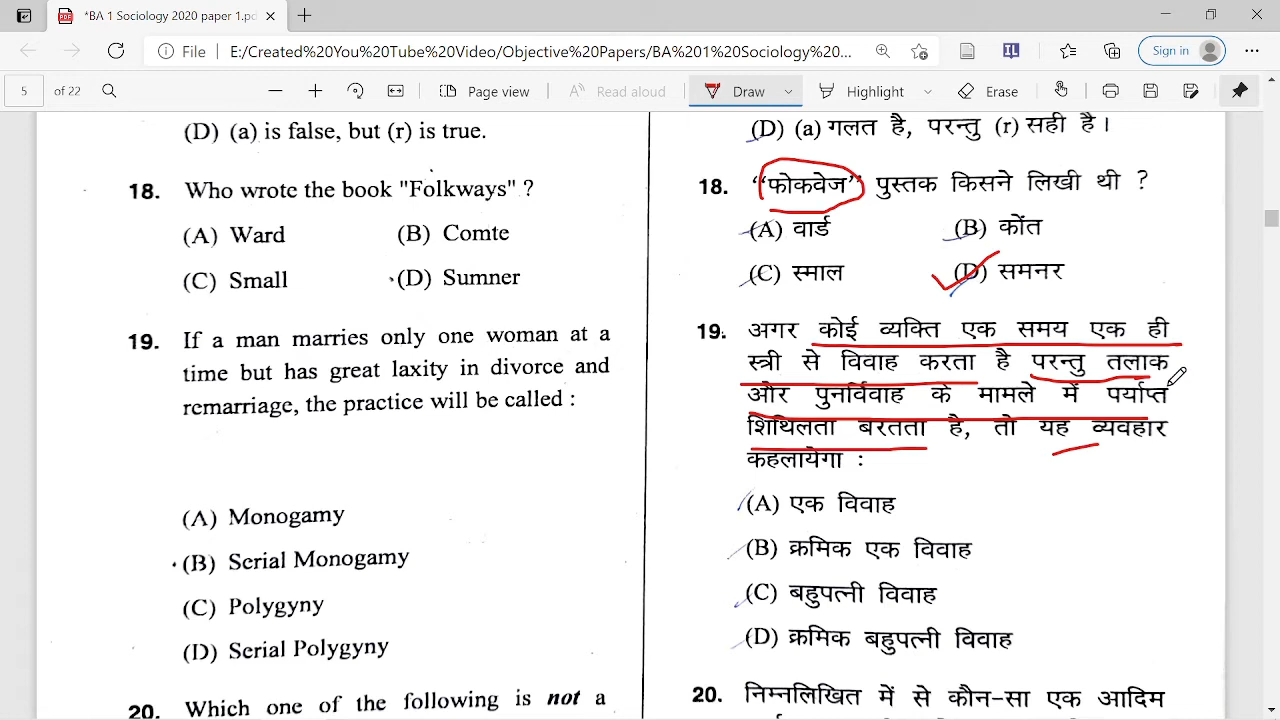 *BA 1 Sociology 2020 paper 1.pd
File E:/Created%20You%20Tube%20Video/Objective%20Papers/BA%201%20Sociology%20...
Sign in
5 of 22
Page view
Read aloud
Draw
Highlight
Erase
(D) (a) is false, but (r) is true.
18. Who wrote the book "Folkways" ?
(A) Ward (B) Comte
(C) Small (D) Sumner
19. If a man marries only one woman at a
time but has great laxity in divorce and
remarriage, the practice will be called :
(A) Monogamy
(B) Serial Monogamy
(C) Polygyny
(D) Serial Polygyny
20. Which one of the following is not a
(D) (a) गलत है, परन्तु (r) सही है।
18. "फोकवेज" पुस्तक किसने लिखी थी ?
(A) वार्ड (B) कोंत
(C) स्माल (D) समनर
19. अगर कोई व्यक्ति एक समय एक ही
स्त्री से विवाह करता है परन्तु तलाक
और पुनर्विवाह के मामले में पर्याप्त
शिथिलता बरतता है, तो यह व्यवहार
कहलायेगा :
(A) एक विवाह
(B) क्रमिक एक विवाह
(C) बहुपत्नी विवाह
(D) क्रमिक बहुपत्नी विवाह
20. निम्नलिखित में से कौन-सा एक आदिम